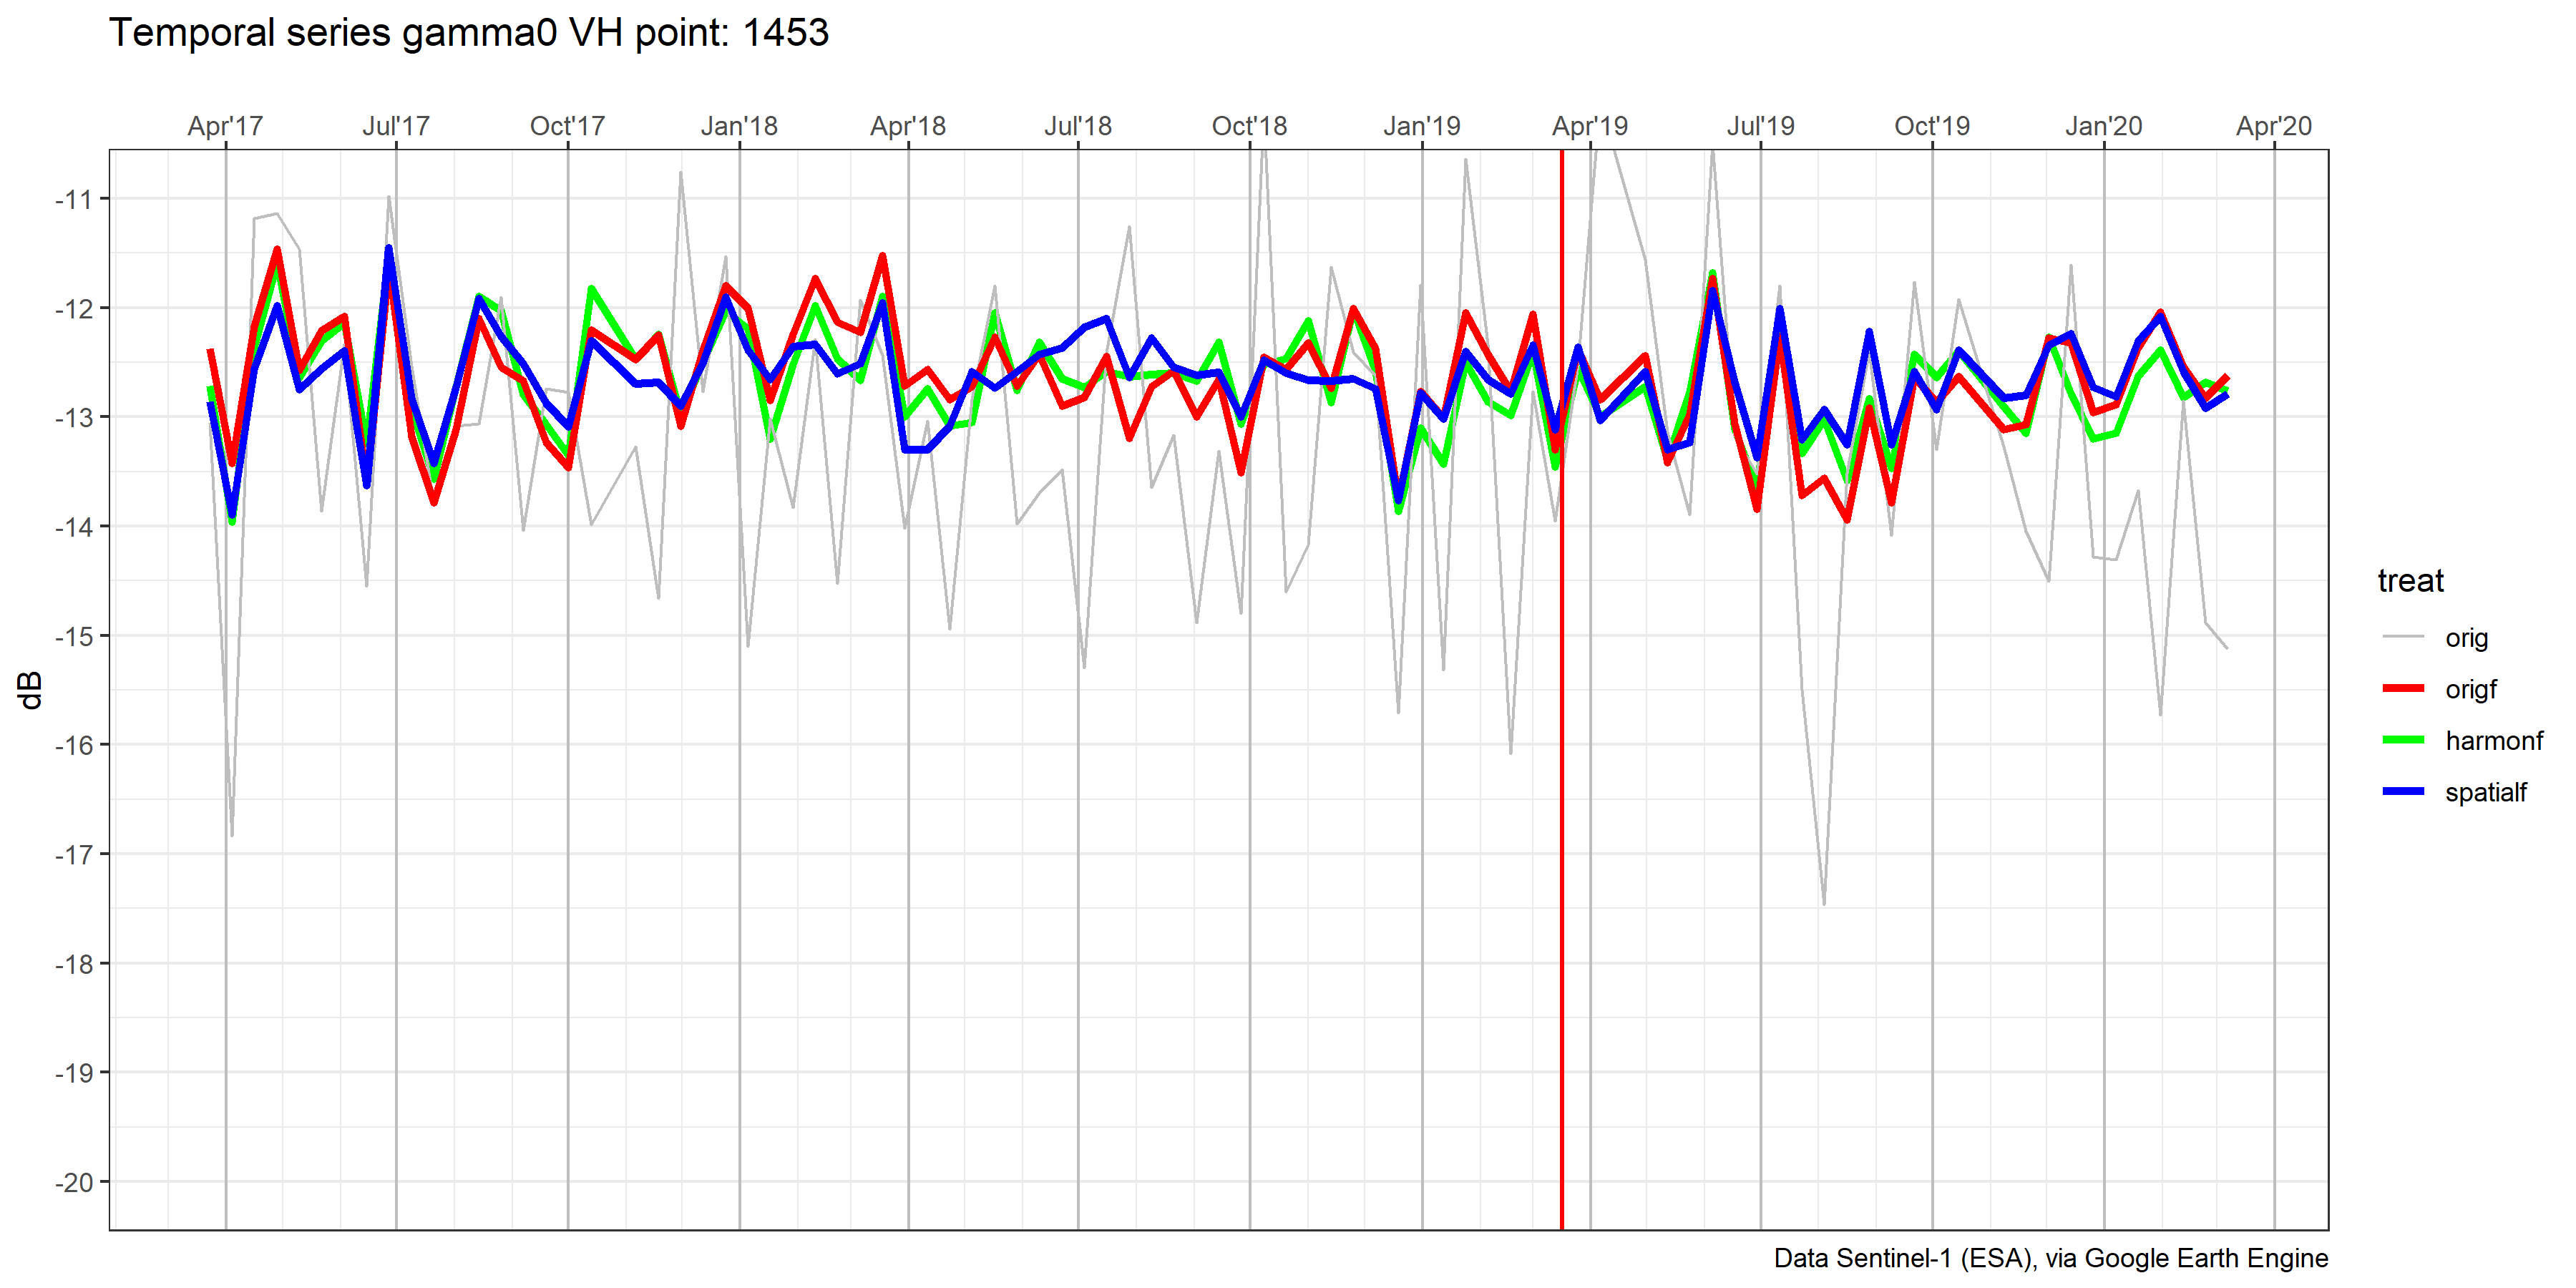 Temporal series gamma0 VH point: 1453
Apr'17 Jul'17 Oct'17 Jan'18 Apr'18 Jul'18 Oct'18 Jan'19 Apr'19 Jul'19 Oct'19 Jan'20 Apr'20
-11
-12
-13
-14
-15
-16
-17
-18
-19
-20
dB
treat
orig
origf
harmonf
spatialf
Data Sentinel-1 (ESA), via Google Earth Engine